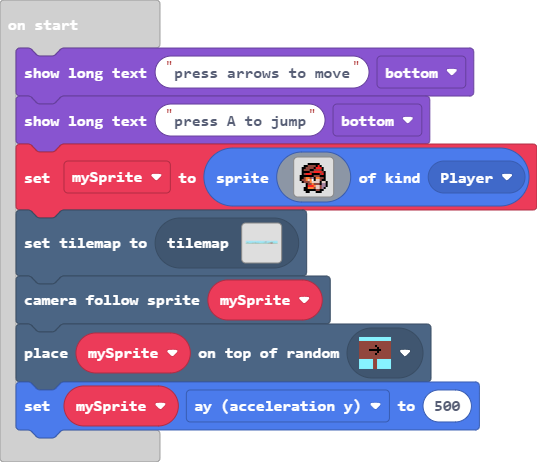 on start
show long text "press arrows to move" bottom
show long text "press A to jump" bottom
set mySprite to sprite of kind Player
set tilemap to tilemap
camera follow sprite mySprite
place mySprite on top of random
set mySprite ay (acceleration y) to 500